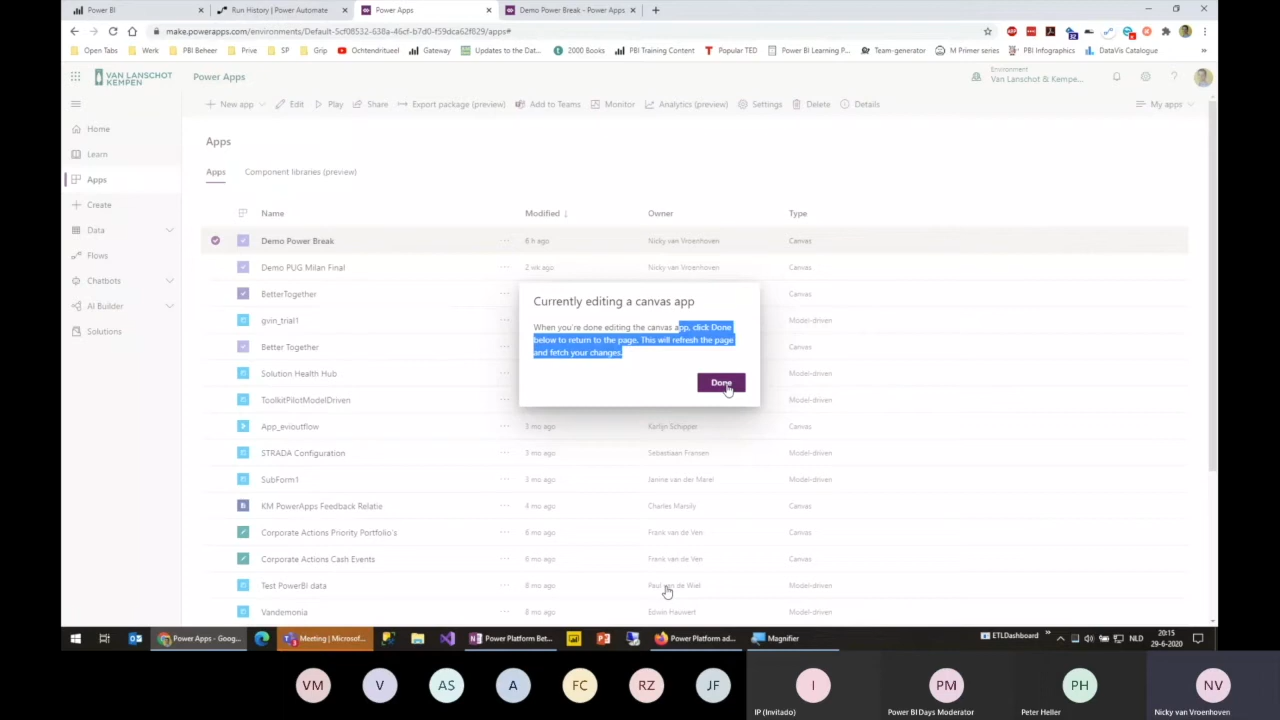 Power BI
Run History | Power Automate
Power Apps
Demo Power Break - Power Apps
make.powerapps.com/environments/Default-5cf08532-638a-46cf-b7d0-f59dca62f829/apps#
Open Tabs
Werk
PBI Beheer
Prive
SP
Grip
Ochtendritueel
Gateway
Updates to the Dat...
2000 Books
PBI Training Content
Popular TED
Power BI Learning P...
Team-generator
M Primer series
PBI Infographics
DataVis Catalogue
VAN LANSCHOT
KEMPEN
Power Apps
Environment
Van Lanschot & Kempe...
New app
Edit
Play
Share
Export package (preview)
Add to Teams
Monitor
Analytics (preview)
Settings
Delete
Details
My apps
Home
Learn
Apps
Create
Data
Flows
Chatbots
AI Builder
Solutions
Apps
Apps
Component libraries (preview)
Name
Modified ↓
Owner
Type
Demo Power Break
6 h ago
Nicky van Vroenhoven
Canvas
Demo PUG Milan Final
2 wk ago
Nicky van Vroenhoven
Canvas
BetterTogether
Canvas
gvin_trial1
Model-driven
Better Together
Canvas
Solution Health Hub
Model-driven
ToolkitPilotModelDriven
Model-driven
App_evioutflow
3 mo ago
Karlijn Schipper
Canvas
STRADA Configuration
3 mo ago
Sebastiaan Fransen
Model-driven
SubForm1
3 mo ago
Janine van der Marel
Model-driven
KM PowerApps Feedback Relatie
4 mo ago
Charles Marsily
Canvas
Corporate Actions Priority Portfolio's
6 mo ago
Frank van de Ven
Canvas
Corporate Actions Cash Events
6 mo ago
Frank van de Ven
Canvas
Test PowerBI data
8 mo ago
Paul van de Wiel
Model-driven
Vandemonia
8 mo ago
Edwin Hauwert
Model-driven
Currently editing a canvas app
When you're done editing the canvas app, click Done
below to return to the page. This will refresh the page
and fetch your changes.
Done
Power Apps - Goog...
Meeting | Microsof...
Power Platform Bet...
Power Platform ad...
Magnifier
ETLDashboard
NLD
20:15
29-6-2020
VM
V
AS
A
FC
RZ
JF
I
IP (Invitado)
PM
Power BI Days Moderator
PH
Peter Heller
NV
Nicky van Vroenhoven